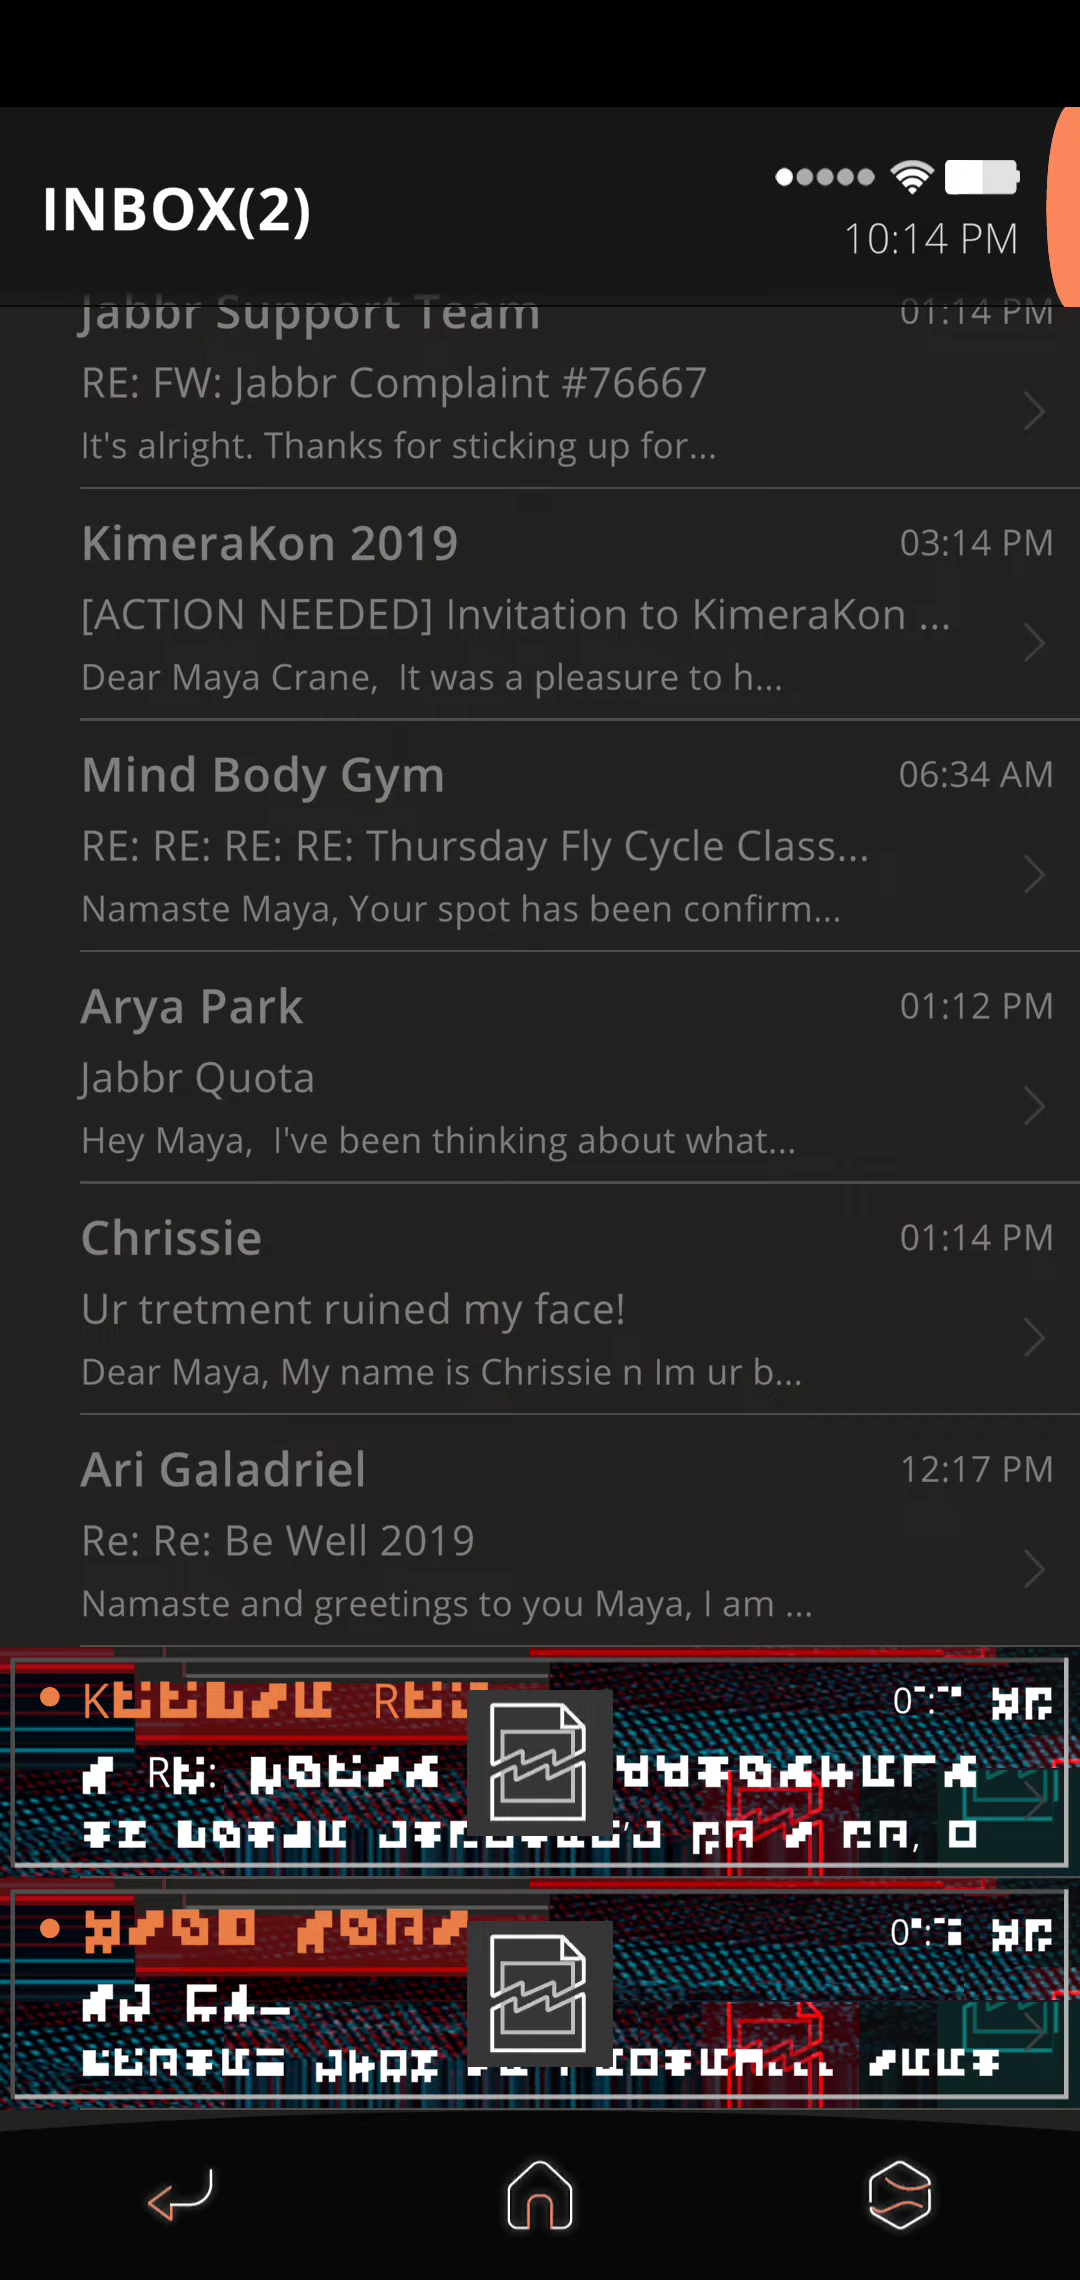 INBOX(2)
10:14 PM
Jabbr Support Team 01:14 PM
RE: FW: Jabbr Complaint #76667
It's alright. Thanks for sticking up for...
KimeraKon 2019 03:14 PM
[ACTION NEEDED] Invitation to KimeraKon ...
Dear Maya Crane,  It was a pleasure to h...
Mind Body Gym 06:34 AM
RE: RE: RE: RE: Thursday Fly Cycle Class...
Namaste Maya, Your spot has been confirm...
Arya Park 01:12 PM
Jabbr Quota
Hey Maya,  I've been thinking about what...
Chrissie 01:14 PM
Ur tretment ruined my face!
Dear Maya, My name is Chrissie n Im ur b...
Ari Galadriel 12:17 PM
Re: Re: Be Well 2019
Namaste and greetings to you Maya, I am ...